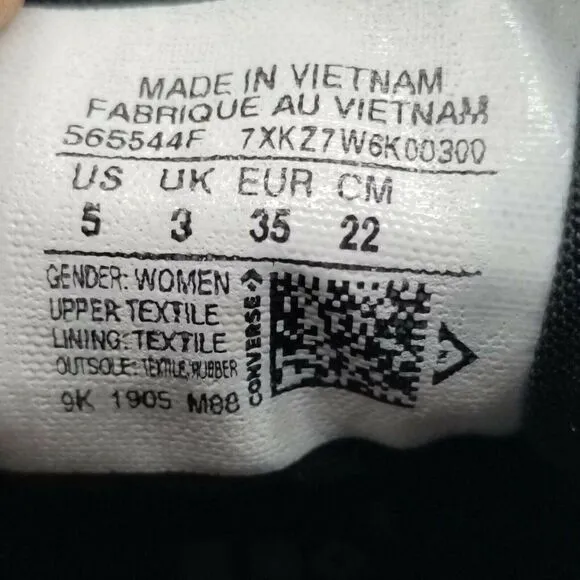 MADE IN VIETNAM
FABRIQUE AU VIETNAM
565544F 7XKZ7W6K00300
US UK EUR CM
5 3 35 22
GENDER: WOMEN
UPPER TEXTILE
LINING: TEXTILE
OUTSOLE: TEXTILE, RUBBER
9K 1905 M88
CONVERSE